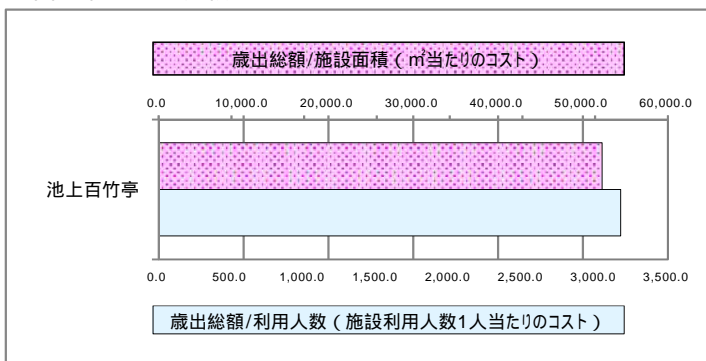 歳出総額/施設面積(㎡当たりのコスト)
0.0 10,000.0 20,000.0 30,000.0 40,000.0 50,000.0 60,000.0
池上百竹亭
0.0 500.0 1,000.0 1,500.0 2,000.0 2,500.0 3,000.0 3,500.0
歳出総額/利用人数(施設利用人数1人当たりのコスト)